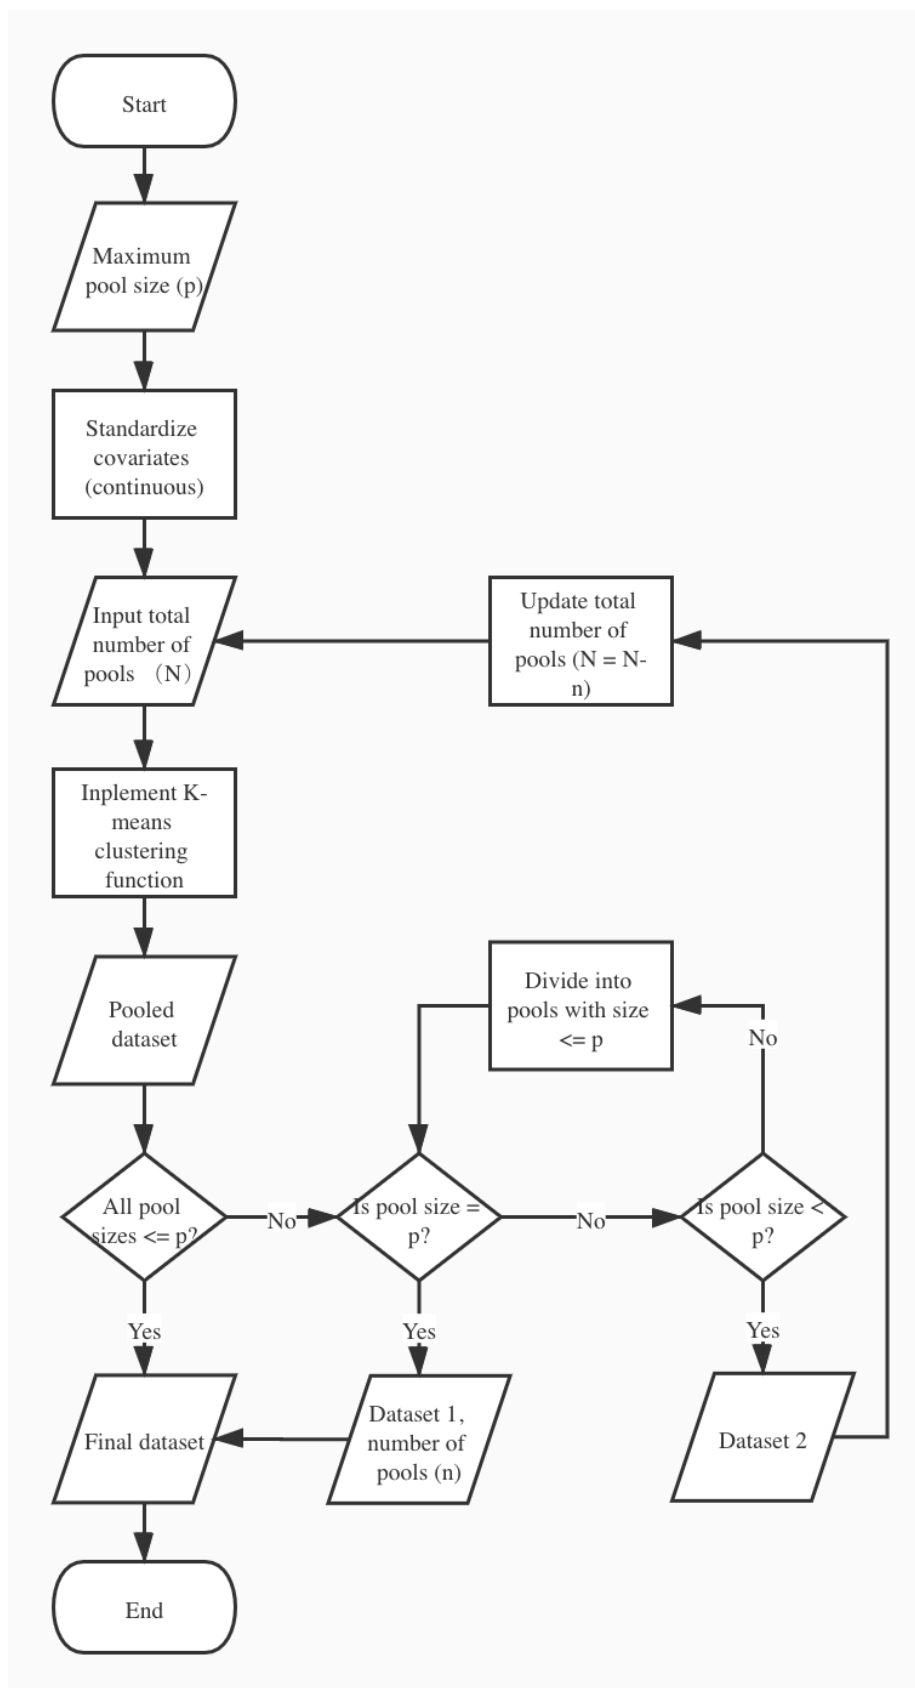 Start
Maximum
pool size (p)
Standardize
covariates
(continuous)
Input total
number of
pools （N）
Update total
number of
pools (N = N-
n)
Inplement K-
means
clustering
function
Pooled
dataset
Divide into
pools with size
<= p
No
All pool
sizes <= p?
No
Is pool size =
p?
No
Is pool size <
p?
Yes
Yes
Yes
Final dataset
Dataset 1,
number of
pools (n)
Dataset 2
End